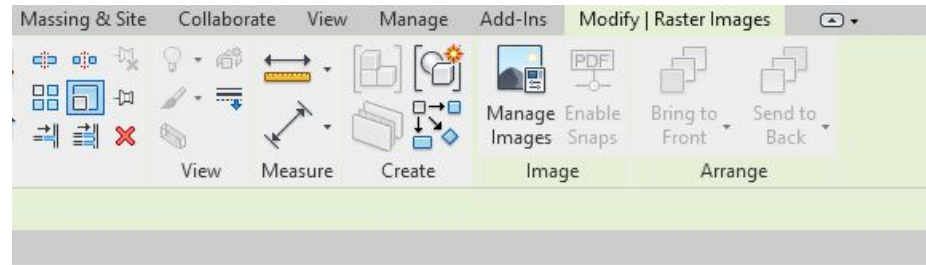 Massing & Site Collaborate View Manage Add-Ins Modify | Raster Images
PDF
Manage Enable Bring to Send to
Images Snaps Front Back
View Measure Create Image Arrange